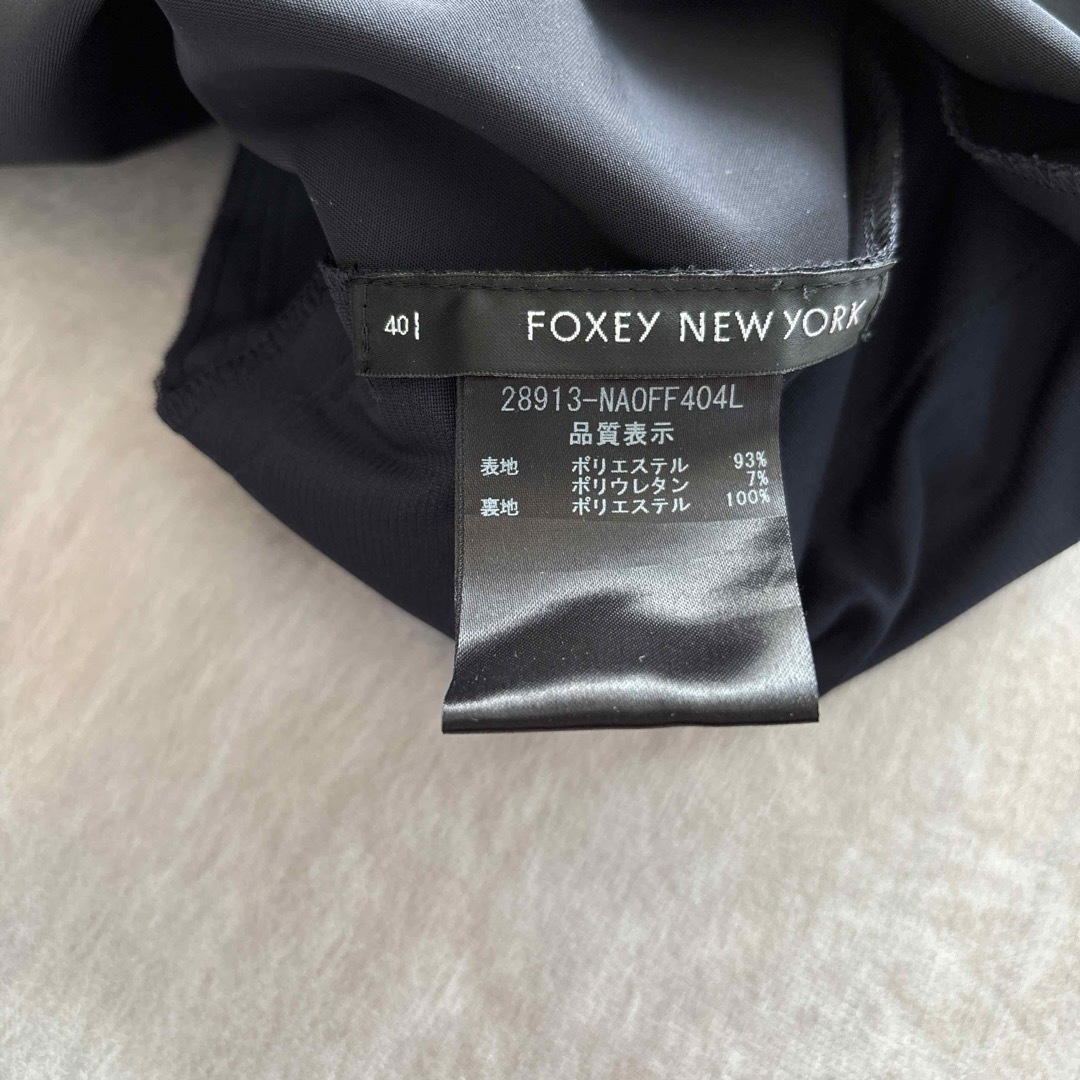 40 FOXEY NEW YORK
28913-NAOFF404L
品質表示
表地 ポリエステル 93%
ポリウレタン 7%
裏地 ポリエステル 100%